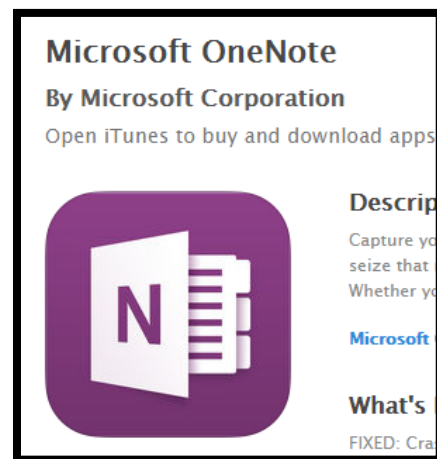 Microsoft OneNote
By Microsoft Corporation
Open iTunes to buy and download apps
N
Descrip
Capture yo
seize that
Whether yo
Microsoft
What's
FIXED: Cra